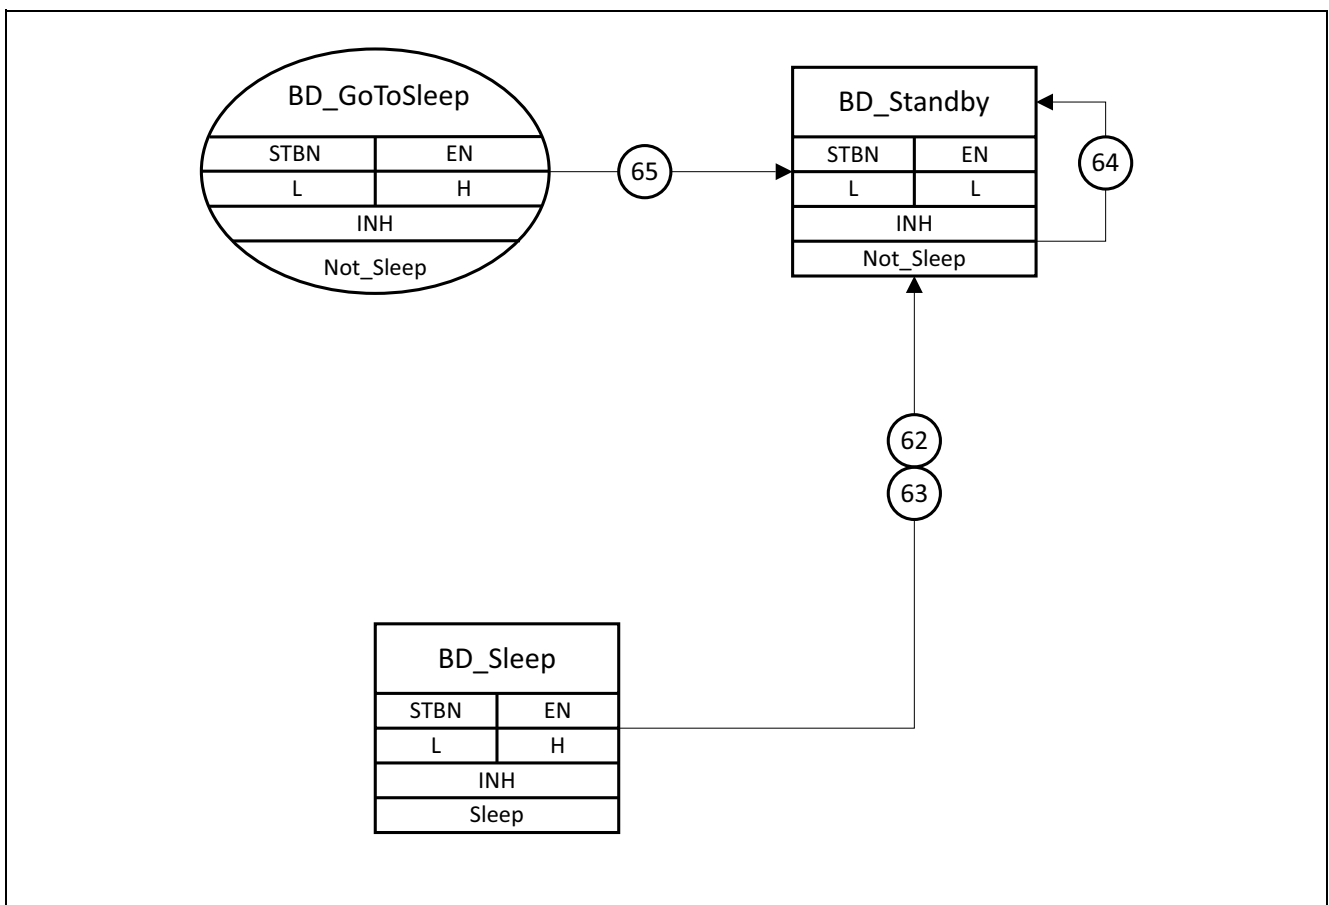 BD_GoToSleep
STBN EN
L H
INH
Not_Sleep
65
BD_Standby
STBN EN
L L
INH
Not_Sleep
64
62
63
BD_Sleep
STBN EN
L H
INH
Sleep